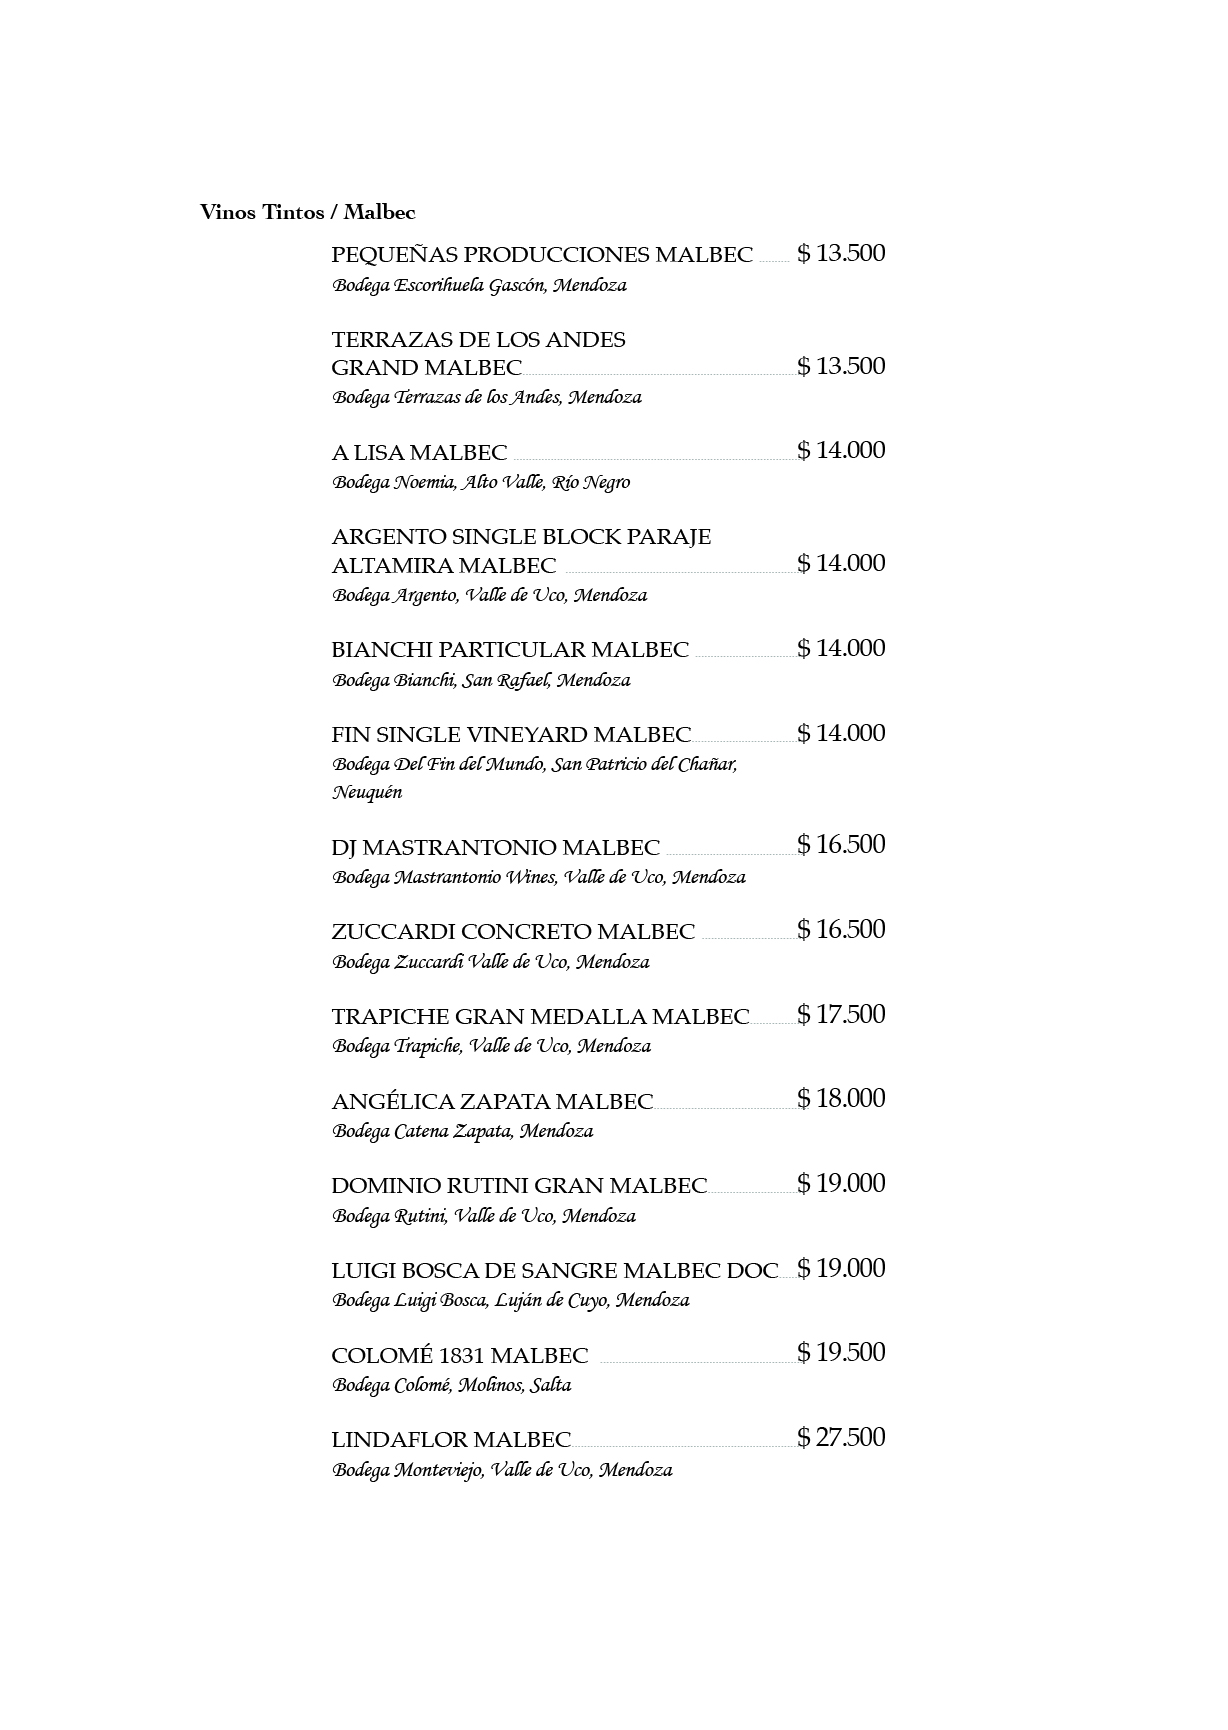 Vinos Tintos / Malbec
PEQUEÑAS PRODUCCIONES MALBEC ........ $ 13.500
Bodega Escorihuela Gascón, Mendoza
TERRAZAS DE LOS ANDES
GRAND MALBEC........ $ 13.500
Bodega Terrazas de los Andes, Mendoza
A LISA MALBEC ........ $ 14.000
Bodega Noemia, Alto Valle, Río Negro
ARGENTO SINGLE BLOCK PARAJE
ALTAMIRA MALBEC ........ $ 14.000
Bodega Argento, Valle de Uco, Mendoza
BIANCHI PARTICULAR MALBEC ........ $ 14.000
Bodega Bianchi, San Rafael, Mendoza
FIN SINGLE VINEYARD MALBEC........ $ 14.000
Bodega Del Fin del Mundo, San Patricio del Chañar,
Neuquén
DJ MASTRANTONIO MALBEC ........ $ 16.500
Bodega Mastrantonio Wines, Valle de Uco, Mendoza
ZUCCARDI CONCRETO MALBEC ........ $ 16.500
Bodega Zuccardi Valle de Uco, Mendoza
TRAPICHE GRAN MEDALLA MALBEC........ $ 17.500
Bodega Trapiche, Valle de Uco, Mendoza
ANGÉLICA ZAPATA MALBEC........ $ 18.000
Bodega Catena Zapata, Mendoza
DOMINIO RUTINI GRAN MALBEC........ $ 19.000
Bodega Rutini, Valle de Uco, Mendoza
LUIGI BOSCA DE SANGRE MALBEC DOC........ $ 19.000
Bodega Luigi Bosca, Luján de Cuyo, Mendoza
COLOMÉ 1831 MALBEC ........ $ 19.500
Bodega Colomé, Molinos, Salta
LINDAFLOR MALBEC........ $ 27.500
Bodega Monteviejo, Valle de Uco, Mendoza